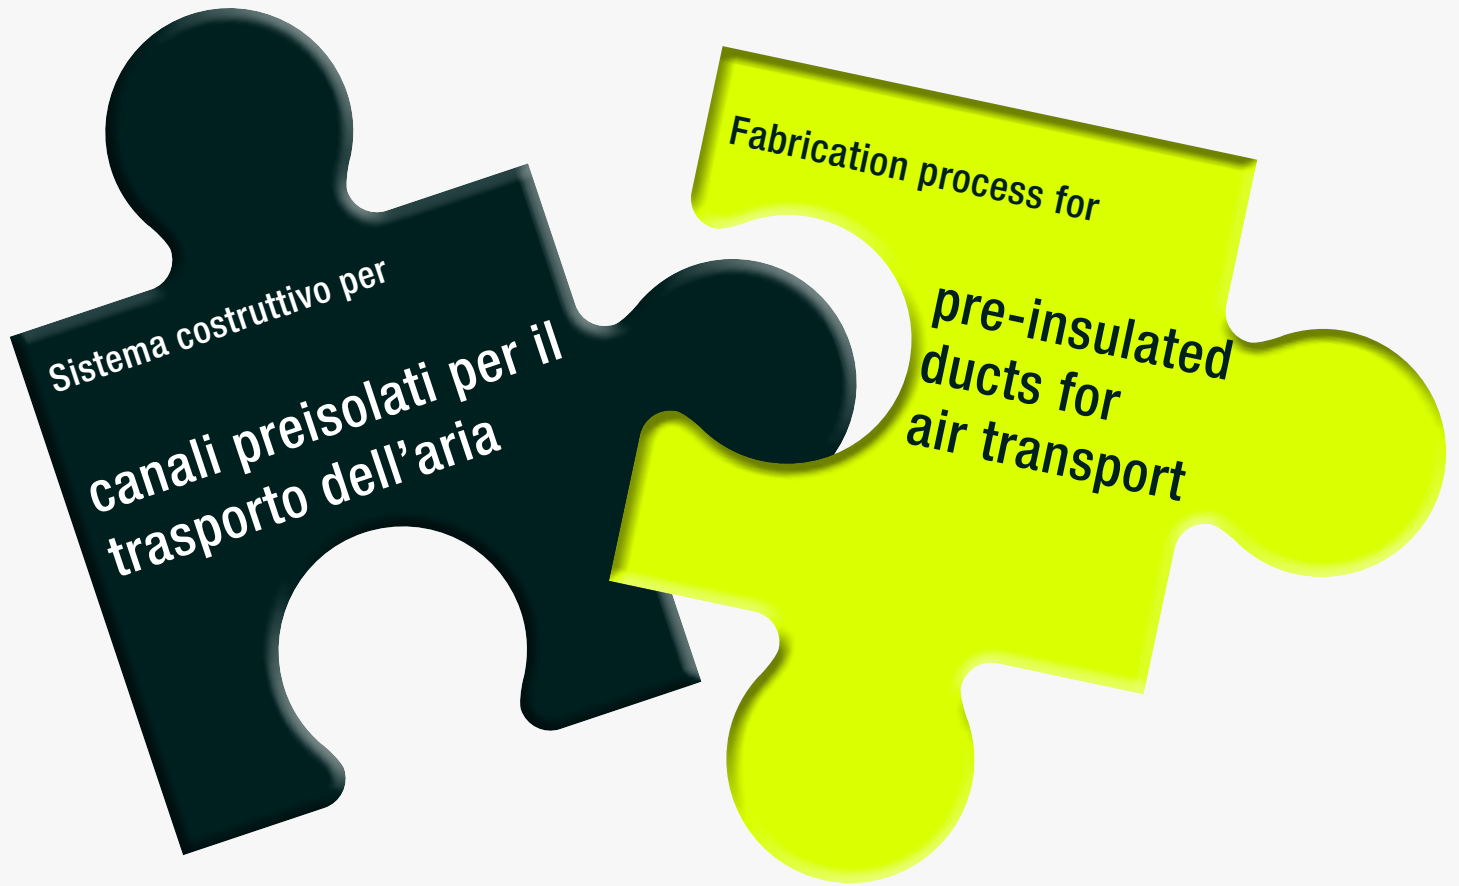 Sistema costruttivo per
canali preisolati per il
trasporto dell’aria
Fabrication process for
pre-insulated
ducts for
air transport